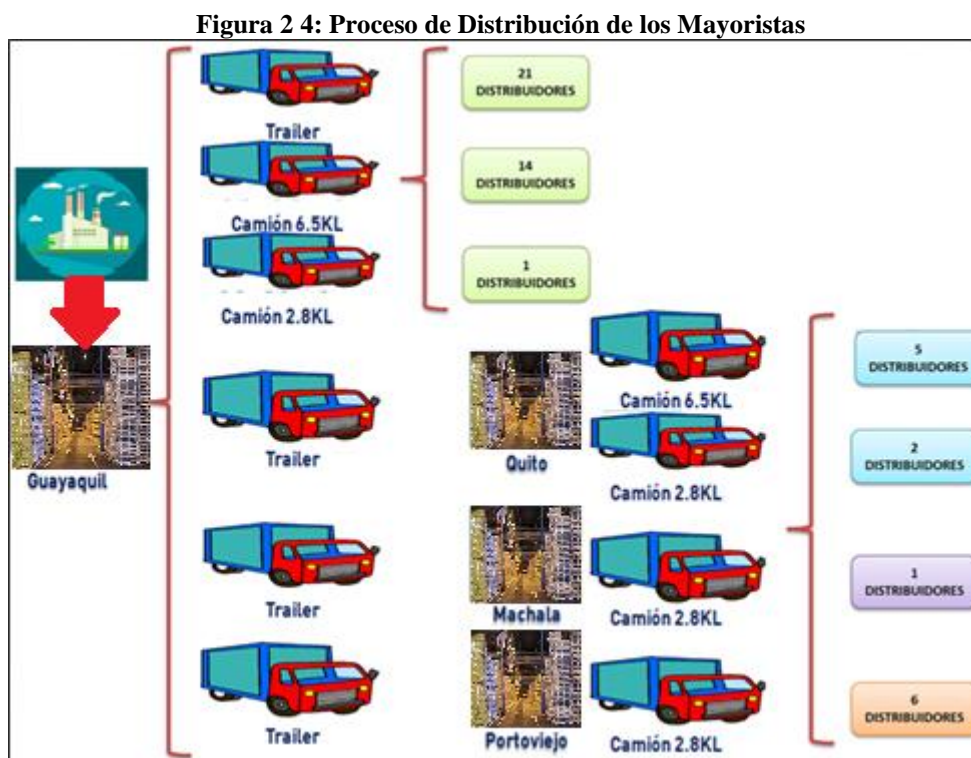 Figura 2 4: Proceso de Distribución de los Mayoristas
Trailer
Camión 6.5KL
Camión 2.8KL
21
DISTRIBUIDORES
14
DISTRIBUIDORES
1
DISTRIBUIDORES
Guayaquil
Trailer
Trailer
Trailer
Quito
Camión 6.5KL
Camión 2.8KL
Machala
Camión 2.8KL
Portoviejo
Camión 2.8KL
5
DISTRIBUIDORES
2
DISTRIBUIDORES
1
DISTRIBUIDORES
6
DISTRIBUIDORES